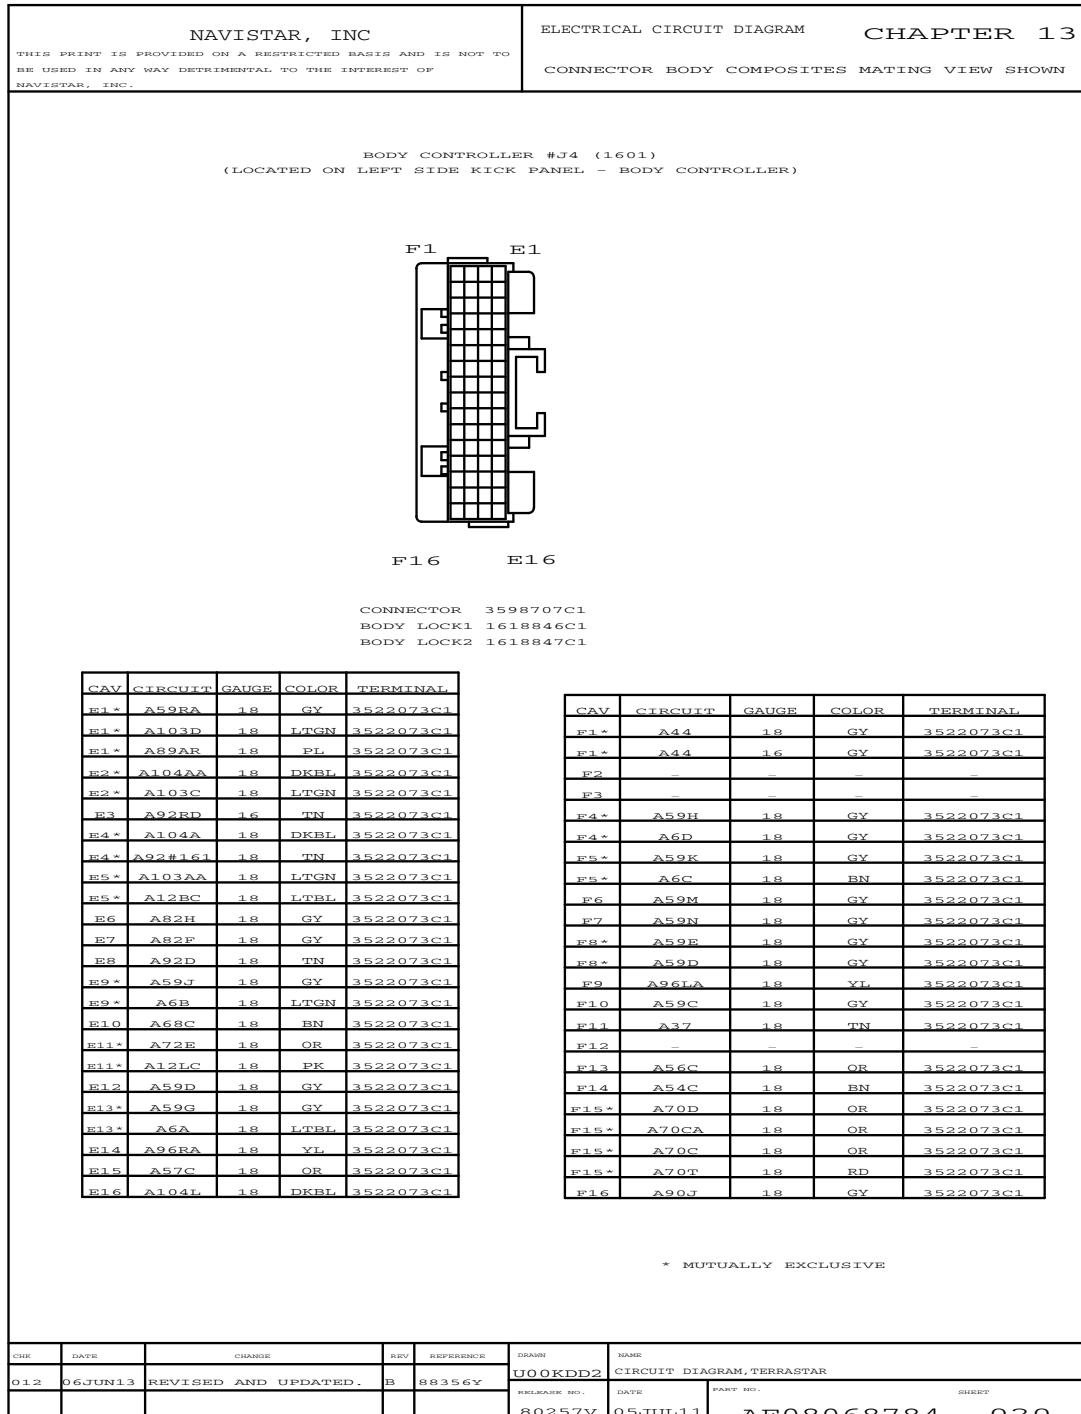 NAVISTAR, INC
THIS PRINT IS PROVIDED ON A RESTRICTED BASIS AND IS NOT TO
BE USED IN ANY WAY DETRIMENTAL TO THE INTEREST OF
NAVISTAR, INC.
ELECTRICAL CIRCUIT DIAGRAM CHAPTER 13
CONNECTOR BODY COMPOSITES MATING VIEW SHOWN
BODY CONTROLLER #J4 (1601)
(LOCATED ON LEFT SIDE KICK PANEL - BODY CONTROLLER)
F1 E1
F16 E16
CONNECTOR 3598707C1
BODY LOCK1 1618846C1
BODY LOCK2 1618847C1
CAV CIRCUIT GAUGE COLOR TERMINAL
E1* A59RA 18 GY 3522073C1
E1* A103D 18 LTGN 3522073C1
E1* A89AR 18 PL 3522073C1
E2* A104AA 18 DKBL 3522073C1
E2* A103C 18 LTGN 3522073C1
E3 A92RD 16 TN 3522073C1
E4* A104A 18 DKBL 3522073C1
E4* A92#161 18 TN 3522073C1
E5* A103AA 18 LTGN 3522073C1
E5* A12BC 18 LTBL 3522073C1
E6 A82H 18 GY 3522073C1
E7 A82F 18 GY 3522073C1
E8 A92D 18 TN 3522073C1
E9* A59J 18 GY 3522073C1
E9* A6B 18 LTGN 3522073C1
E10 A68C 18 BN 3522073C1
E11* A72E 18 OR 3522073C1
E11* A12LC 18 PK 3522073C1
E12 A59D 18 GY 3522073C1
E13* A59G 18 GY 3522073C1
E13* A6A 18 LTBL 3522073C1
E14 A96RA 18 YL 3522073C1
E15 A57C 18 OR 3522073C1
E16 A104L 18 DKBL 3522073C1
CAV CIRCUIT GAUGE COLOR TERMINAL
F1* A44 18 GY 3522073C1
F1* A44 16 GY 3522073C1
F2 - - - -
F3 - - - -
F4* A59H 18 GY 3522073C1
F4* A6D 18 GY 3522073C1
F5* A59K 18 GY 3522073C1
F5* A6C 18 BN 3522073C1
F6 A59M 18 GY 3522073C1
F7 A59N 18 GY 3522073C1
F8* A59E 18 GY 3522073C1
F8* A59D 18 GY 3522073C1
F9 A96LA 18 YL 3522073C1
F10 A59C 18 GY 3522073C1
F11 A37 18 TN 3522073C1
F12 - - - -
F13 A56C 18 OR 3522073C1
F14 A54C 18 BN 3522073C1
F15* A70D 18 OR 3522073C1
F15* A70CA 18 OR 3522073C1
F15* A70C 18 OR 3522073C1
F15* A70T 18 RD 3522073C1
F16 A90J 18 GY 3522073C1
* MUTUALLY EXCLUSIVE
CHK DATE CHANGE REV REFERENCE
012 06JUN13 REVISED AND UPDATED. B 88356Y
DRAWN NAME
U00KDD2 CIRCUIT DIAGRAM,TERRASTAR
RELEASE NO. DATE PART NO. SHEET
80257V 05JUL11 AE08068784 030